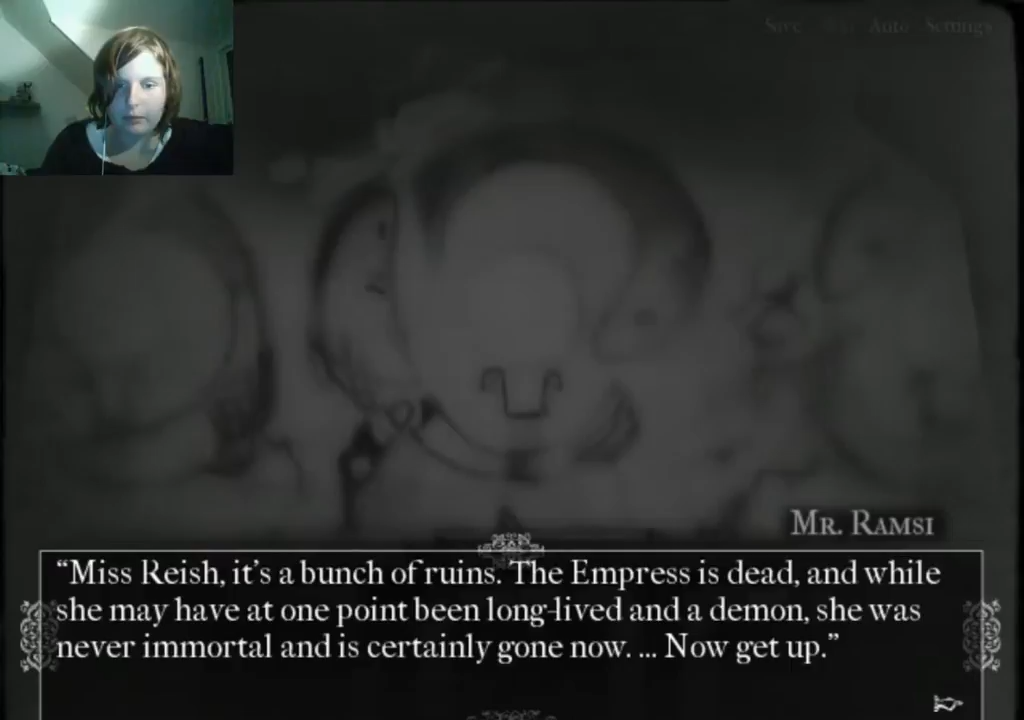 Save Auto Settings
Mr. Ramsi
“Miss Reish, it’s a bunch of ruins. The Empress is dead, and while
she may have at one point been long-lived and a demon, she was
never immortal and is certainly gone now. ... Now get up.”